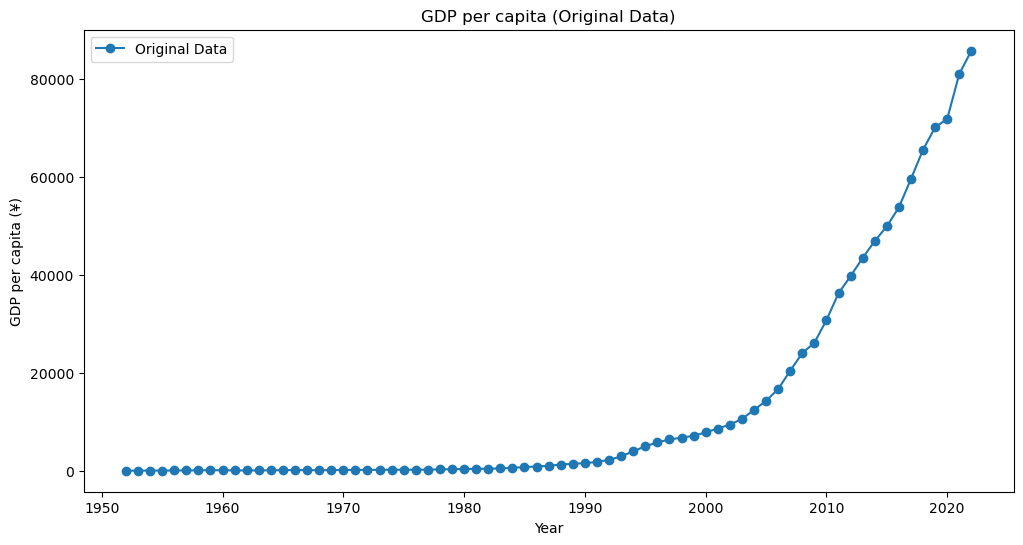 GDP per capita (Original Data)
Original Data
GDP per capita (¥)
80000
60000
40000
20000
0
1950 1960 1970 1980 1990 2000 2010 2020
Year